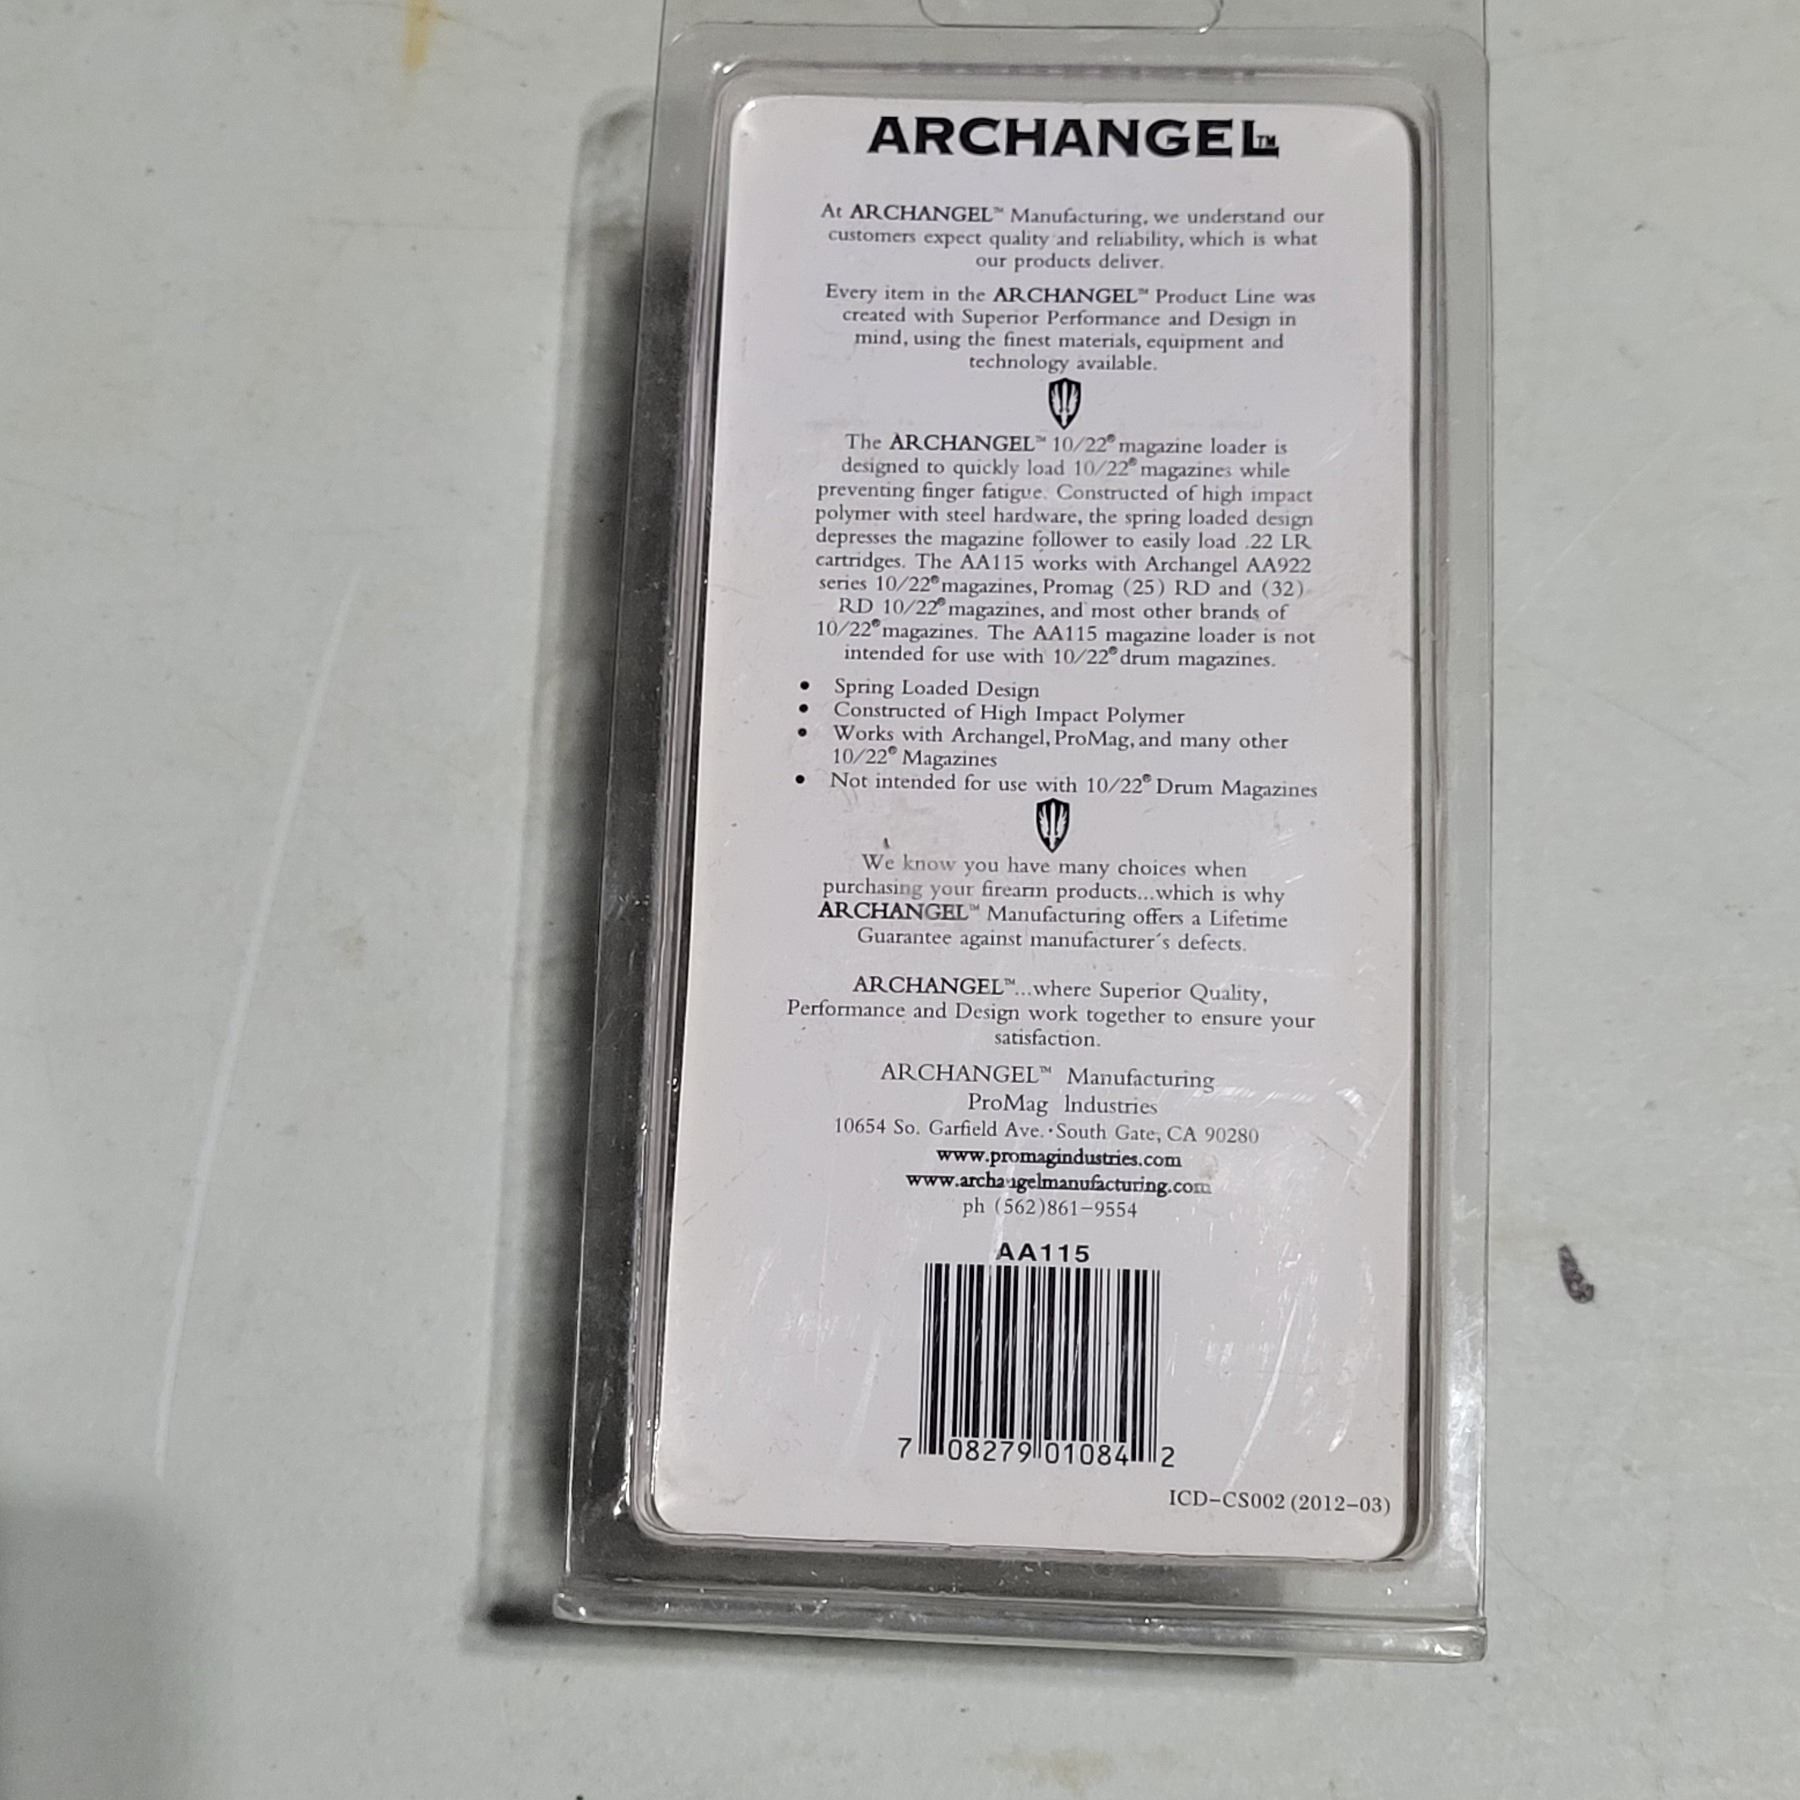 ARCHANGEL™
At ARCHANGEL™ Manufacturing, we understand our
customers expect quality and reliability, which is what
our products deliver.
Every item in the ARCHANGEL™ Product Line was
created with Superior Performance and Design in
mind, using the finest materials, equipment and
technology available.
The ARCHANGEL™ 10/22® magazine loader is
designed to quickly load 10/22® magazines while
preventing finger fatigue. Constructed of high impact
polymer with steel hardware, the spring loaded design
depresses the magazine follower to easily load .22 LR
cartridges. The AA115 works with Archangel AA922
series 10/22® magazines, Promag (25) RD and (32)
RD 10/22® magazines, and most other brands of
10/22® magazines. The AA115 magazine loader is not
intended for use with 10/22® drum magazines.
• Spring Loaded Design
• Constructed of High Impact Polymer
• Works with Archangel, ProMag, and many other
10/22® Magazines
• Not intended for use with 10/22® Drum Magazines
We know you have many choices when
purchasing your firearm products...which is why
ARCHANGEL™ Manufacturing offers a Lifetime
Guarantee against manufacturer´s defects.
ARCHANGEL™...where Superior Quality,
Performance and Design work together to ensure your
satisfaction.
ARCHANGEL™ Manufacturing
ProMag Industries
10654 So. Garfield Ave. · South Gate, CA 90280
www.promagindustries.com
www.archangelmanufacturing.com
ph (562)861-9554
AA115
7 08279 01084 2
ICD-CS002 (2012-03)